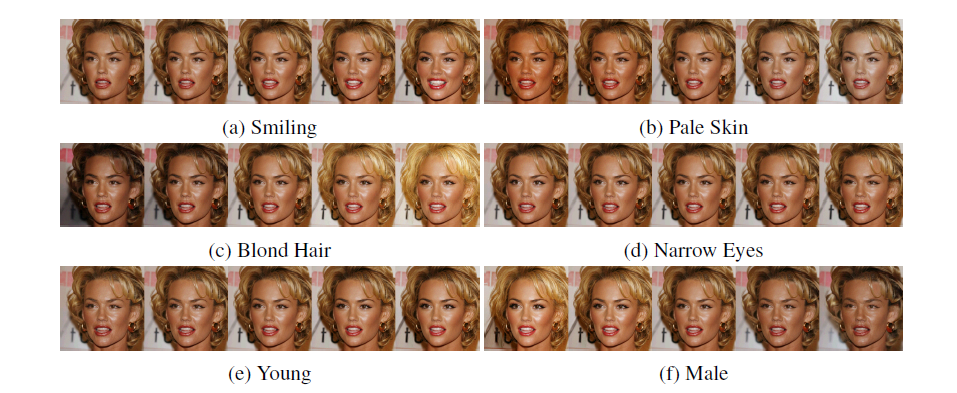 (a) Smiling
(b) Pale Skin
(c) Blond Hair
(d) Narrow Eyes
(e) Young
(f) Male